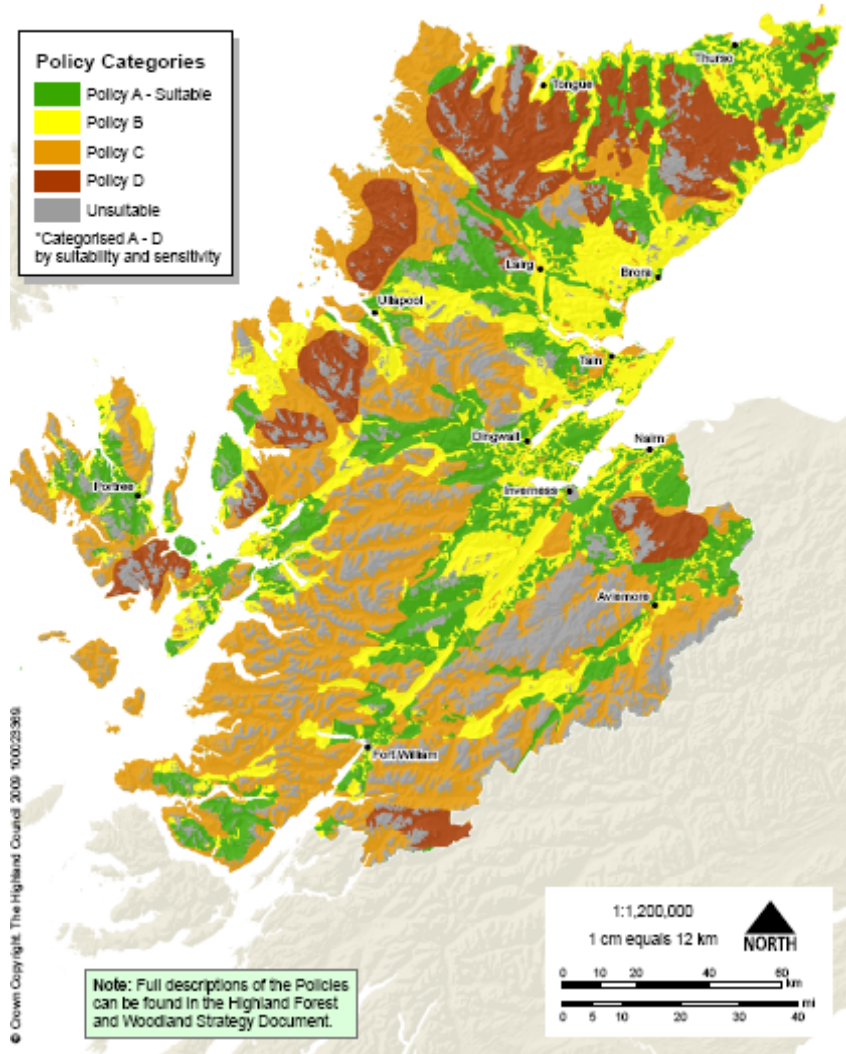 Policy Categories
Policy A - Suitable
Policy B
Policy C
Policy D
Unsuitable
*Categorised A - D
by suitability and sensitivity
Thurso
Tongue
Lairg
Brora
Ullapool
Tain
Dingwall
Nairn
Portree
Inverness
Aviemore
Fort William
© Crown Copyright. The Highland Council 2009 100023369
Note: Full descriptions of the Policies
can be found in the Highland Forest
and Woodland Strategy Document.
1:1,200,000
1 cm equals 12 km
NORTH
0 10 20 40 60
km
mi
0 5 10 20 30 40